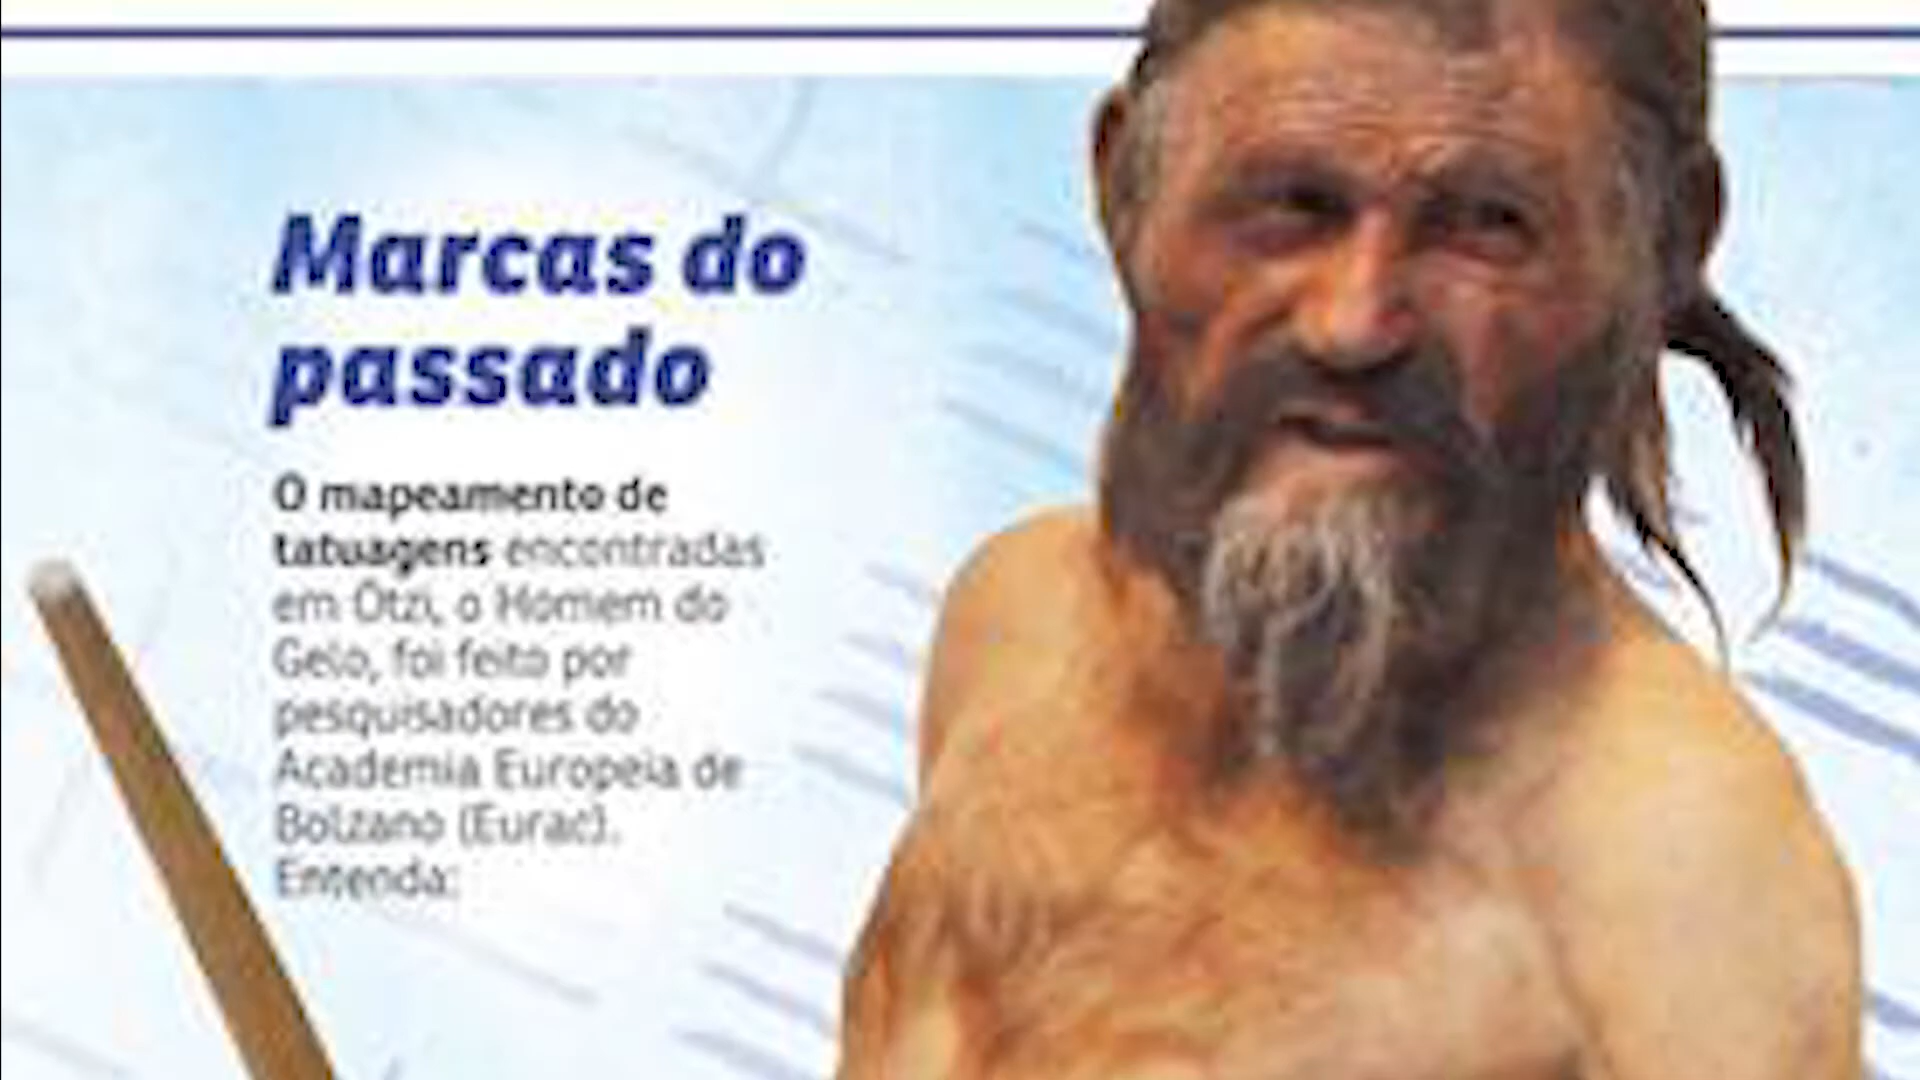 Marcas do
passado
O mapeamento de
tatuagens encontradas
em Ötzi, o Homem do
Gelo, foi feito por
pesquisadores do
Academia Europeia de
Bolzano (Eurac).
Entenda: